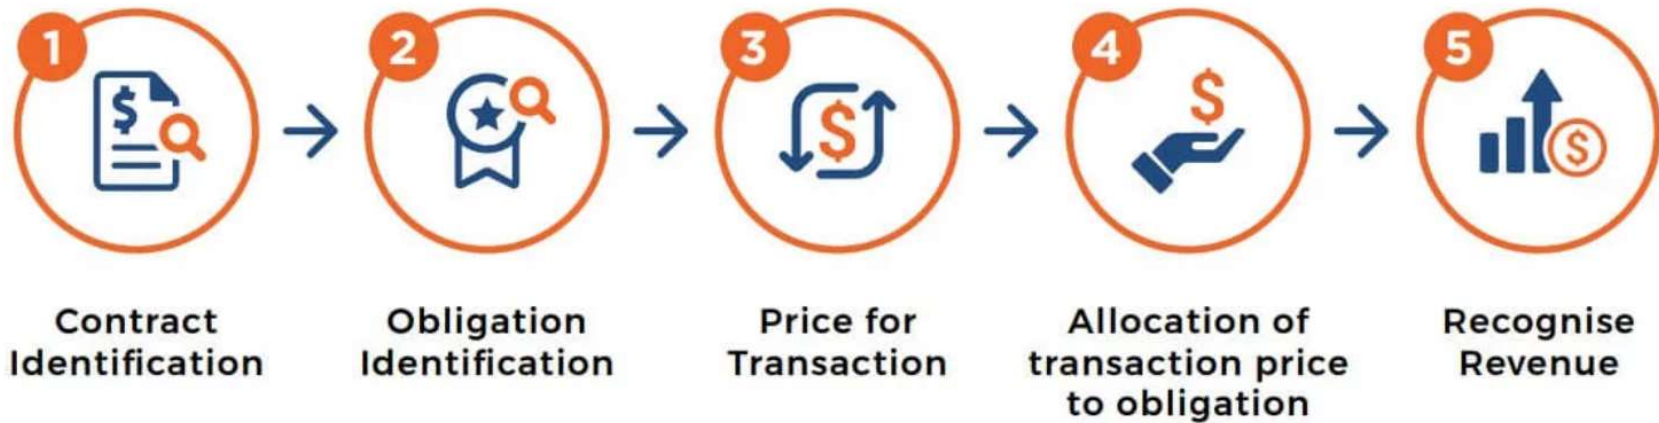 1
2
3
4
5
$
$
$
$
Contract
Identification
Obligation
Identification
Price for
Transaction
Allocation of
transaction price
to obligation
Recognise
Revenue